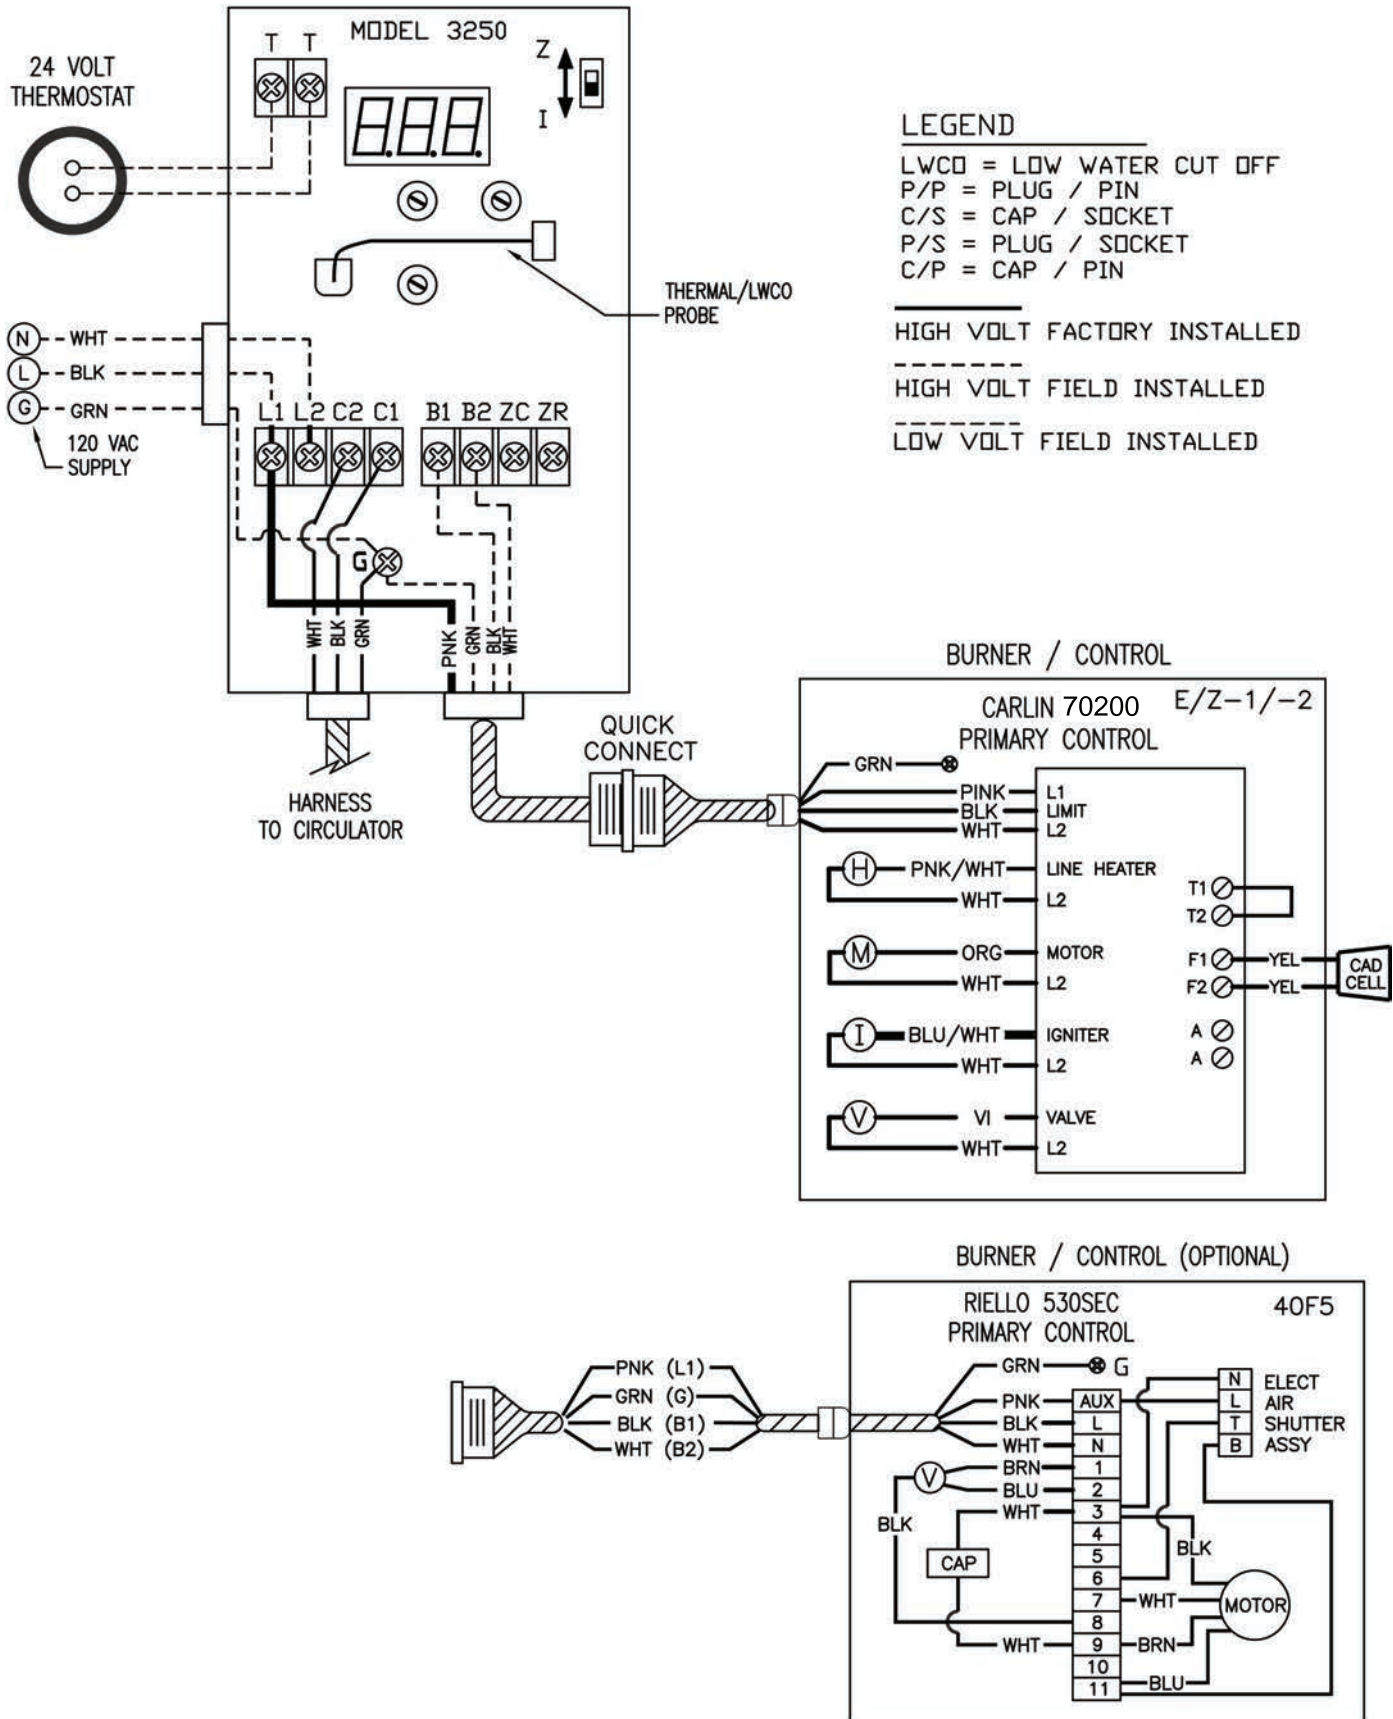 MODEL 3250
T T
Z
I
24 VOLT
THERMOSTAT
8.8.8.
THERMAL/LWCO
PROBE
N WHT
L BLK
G GRN
120 VAC
SUPPLY
L1 L2 C2 C1 B1 B2 ZC ZR
G
WHT
BLK
GRN
PNK
GRN
BLK
WHT
HARNESS
TO CIRCULATOR
QUICK
CONNECT
LEGEND
LWCO = LOW WATER CUT OFF
P/P = PLUG / PIN
C/S = CAP / SOCKET
P/S = PLUG / SOCKET
C/P = CAP / PIN
HIGH VOLT FACTORY INSTALLED
HIGH VOLT FIELD INSTALLED
LOW VOLT FIELD INSTALLED
BURNER / CONTROL
CARLIN 70200 E/Z-1/-2
PRIMARY CONTROL
GRN
PINK L1
BLK LIMIT
WHT L2
H PNK/WHT LINE HEATER
WHT L2
M ORG MOTOR
WHT L2
I BLU/WHT IGNITER
WHT L2
V VI VALVE
WHT L2
T1
T2
F1 YEL
F2 YEL
CAD
CELL
A
A
BURNER / CONTROL (OPTIONAL)
RIELLO 530SEC 40F5
PRIMARY CONTROL
PNK (L1)
GRN (G)
BLK (B1)
WHT (B2)
GRN G
PNK AUX
BLK L
WHT N
BRN 1
V
BLU 2
WHT 3
BLK
4
CAP
5
6
7 WHT
8
WHT 9 BRN
10
11 BLU
BLK
MOTOR
N ELECT
L AIR
T SHUTTER
B ASSY